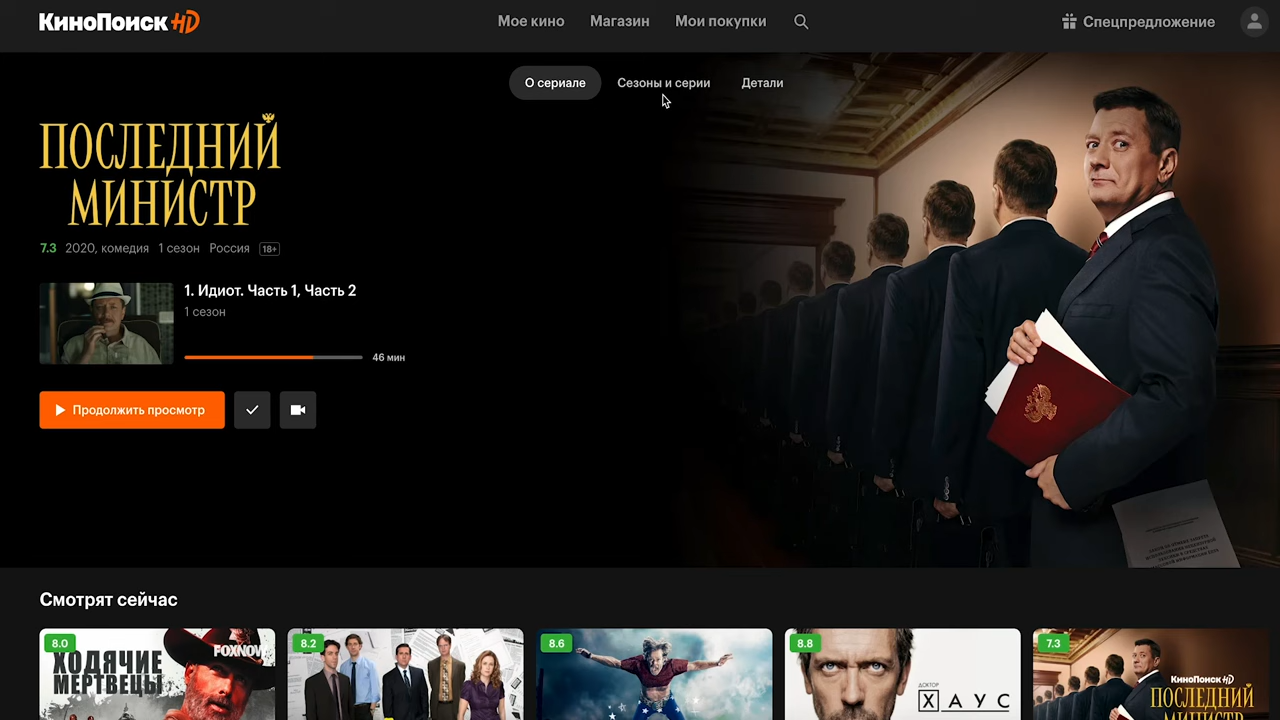 КиноПоиск HD
Мое кино
Магазин
Мои покупки
Спецпредложение
О сериале
Сезоны и серии
Детали
ПОСЛЕДНИЙ
МИНИСТР
7.3 2020, комедия 1 сезон Россия 18+
1. Идиот. Часть 1, Часть 2
1 сезон
46 мин
Продолжить просмотр
Смотрят сейчас
8.0
FOXNOW
ХОДЯЧИЕ
МЕРТВЕЦЫ
8.2
8.6
8.8
ДОКТОР
ХАУС
7.3
КиноПоиск HD
ПОСЛЕДНИЙ
МИНИСТР